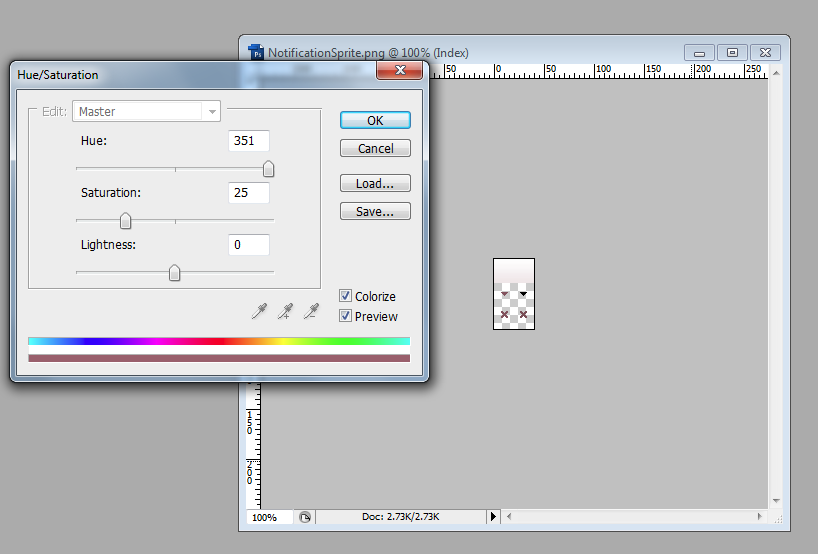 Ps NotificationSprite.png @ 100% (Index)
50 0 50 100 150 200 250
Hue/Saturation
Edit: Master
Hue: 351
Saturation: 25
Lightness: 0
OK
Cancel
Load...
Save...
Colorize
Preview
150
200
100% Doc: 2.73K/2.73K